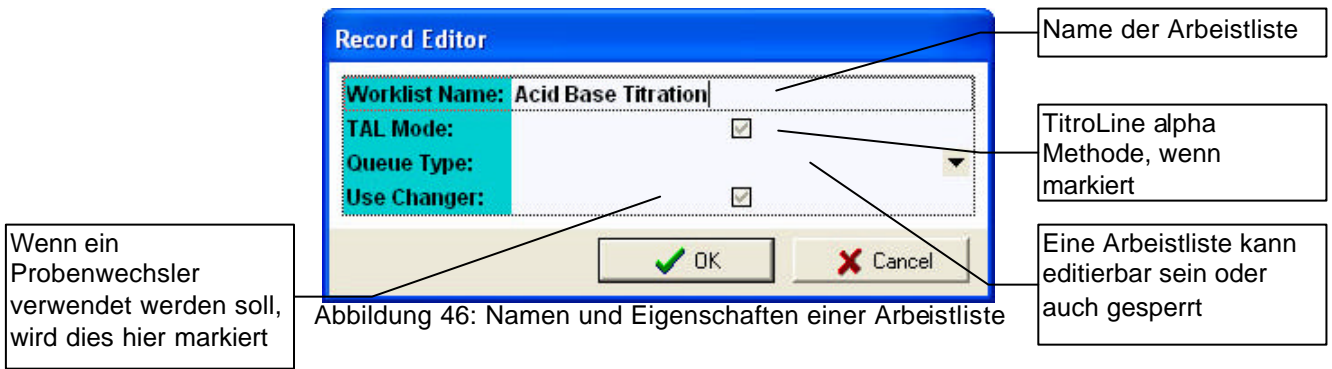 Record Editor
Worklist Name: Acid Base Titration
TAL Mode:
Queue Type:
Use Changer:
OK
Cancel
Name der Arbeistliste
TitroLine alpha
Methode, wenn
markiert
Eine Arbeistliste kann
editierbar sein oder
auch gesperrt
Wenn ein
Probenwechsler
verwendet werden soll,
wird dies hier markiert
Abbildung 46: Namen und Eigenschaften einer Arbeistliste